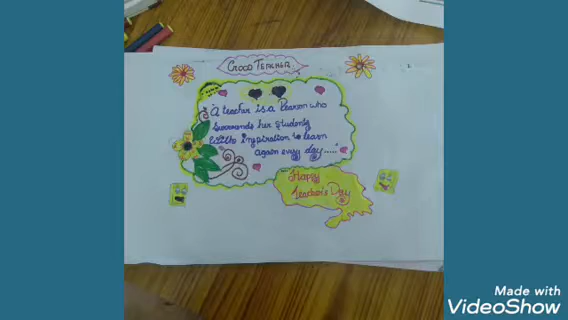 GOOD TEACHER
"A teacher is a Person who
Surrounds her Students
With inspiration to learn
again every day....."
Happy
Teacher's Day
Made with
VideoShow